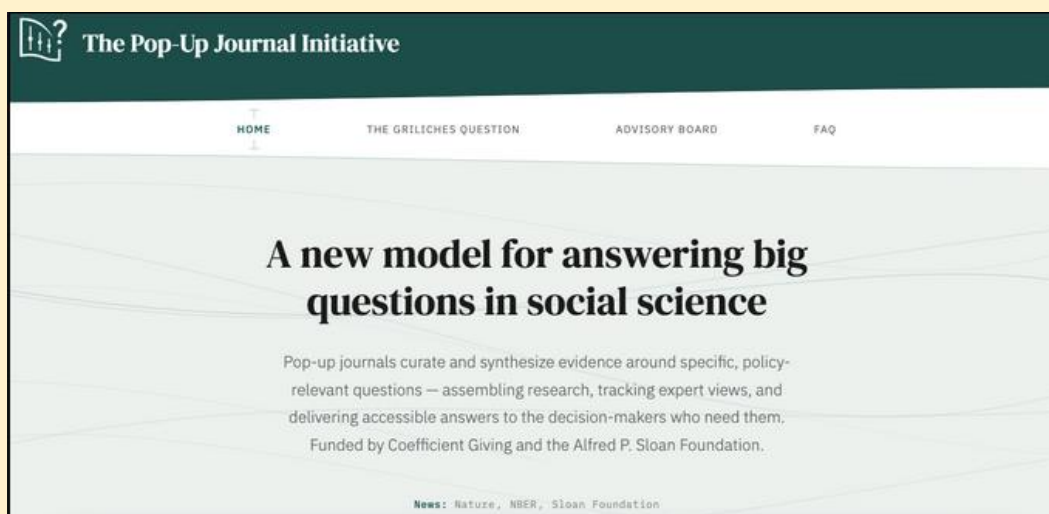 The Pop-Up Journal Initiative
HOME THE GRILICHES QUESTION ADVISORY BOARD FAQ
A new model for answering big
questions in social science
Pop-up journals curate and synthesize evidence around specific, policy-
relevant questions — assembling research, tracking expert views, and
delivering accessible answers to the decision-makers who need them.
Funded by Coefficient Giving and the Alfred P. Sloan Foundation.
News: Nature, NBER, Sloan Foundation